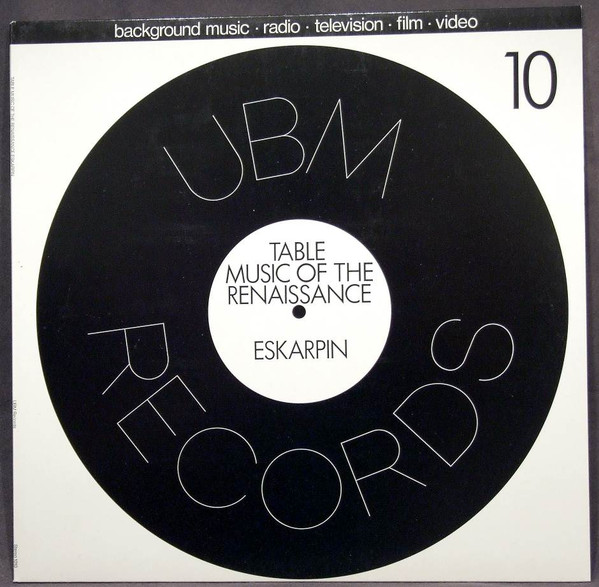 background music · radio · television · film · video
10
UBM
TABLE
MUSIC OF THE
RENAISSANCE
ESKARPIN
RECORDS